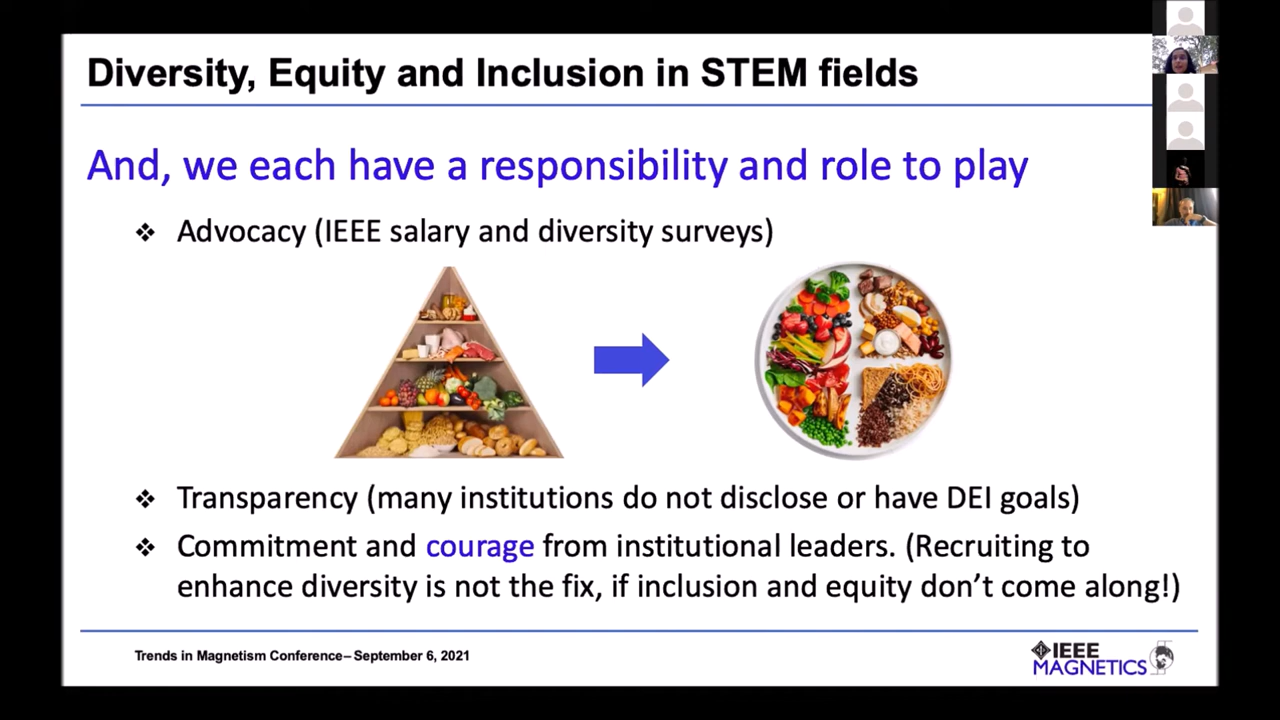 Diversity, Equity and Inclusion in STEM fields
And, we each have a responsibility and role to play
❖ Advocacy (IEEE salary and diversity surveys)
❖ Transparency (many institutions do not disclose or have DEI goals)
❖ Commitment and courage from institutional leaders. (Recruiting to
enhance diversity is not the fix, if inclusion and equity don’t come along!)
Trends in Magnetism Conference– September 6, 2021
IEEE
MAGNETICS